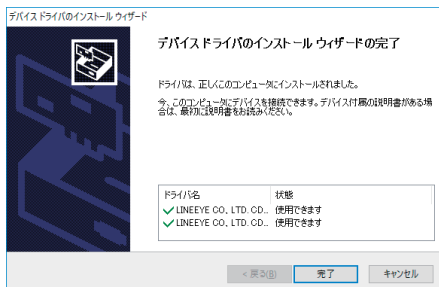 デバイス ドライバのインストール ウィザード
デバイス ドライバのインストール ウィザードの完了
ドライバは、正しくこのコンピュータにインストールされました。
今、このコンピュータにデバイスを接続できます。デバイス付属の説明書がある場
合は、最初に説明書をお読みください。
ドライバ名 状態
LINEEYE CO., LTD. CD... 使用できます
LINEEYE CO., LTD. CD... 使用できます
< 戻る(B) 完了 キャンセル